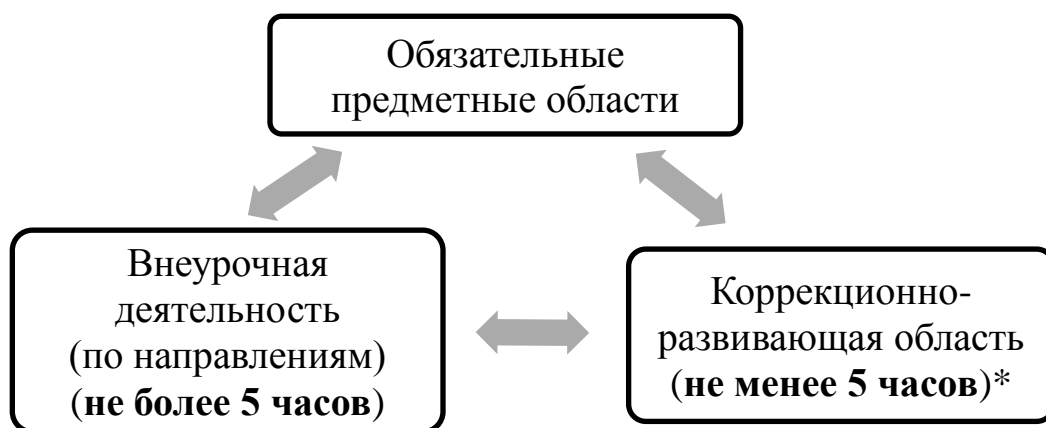 Обязательные
предметные области
Внеурочная
деятельность
(по направлениям)
(не более 5 часов)
Коррекционно-
развивающая область
(не менее 5 часов)*